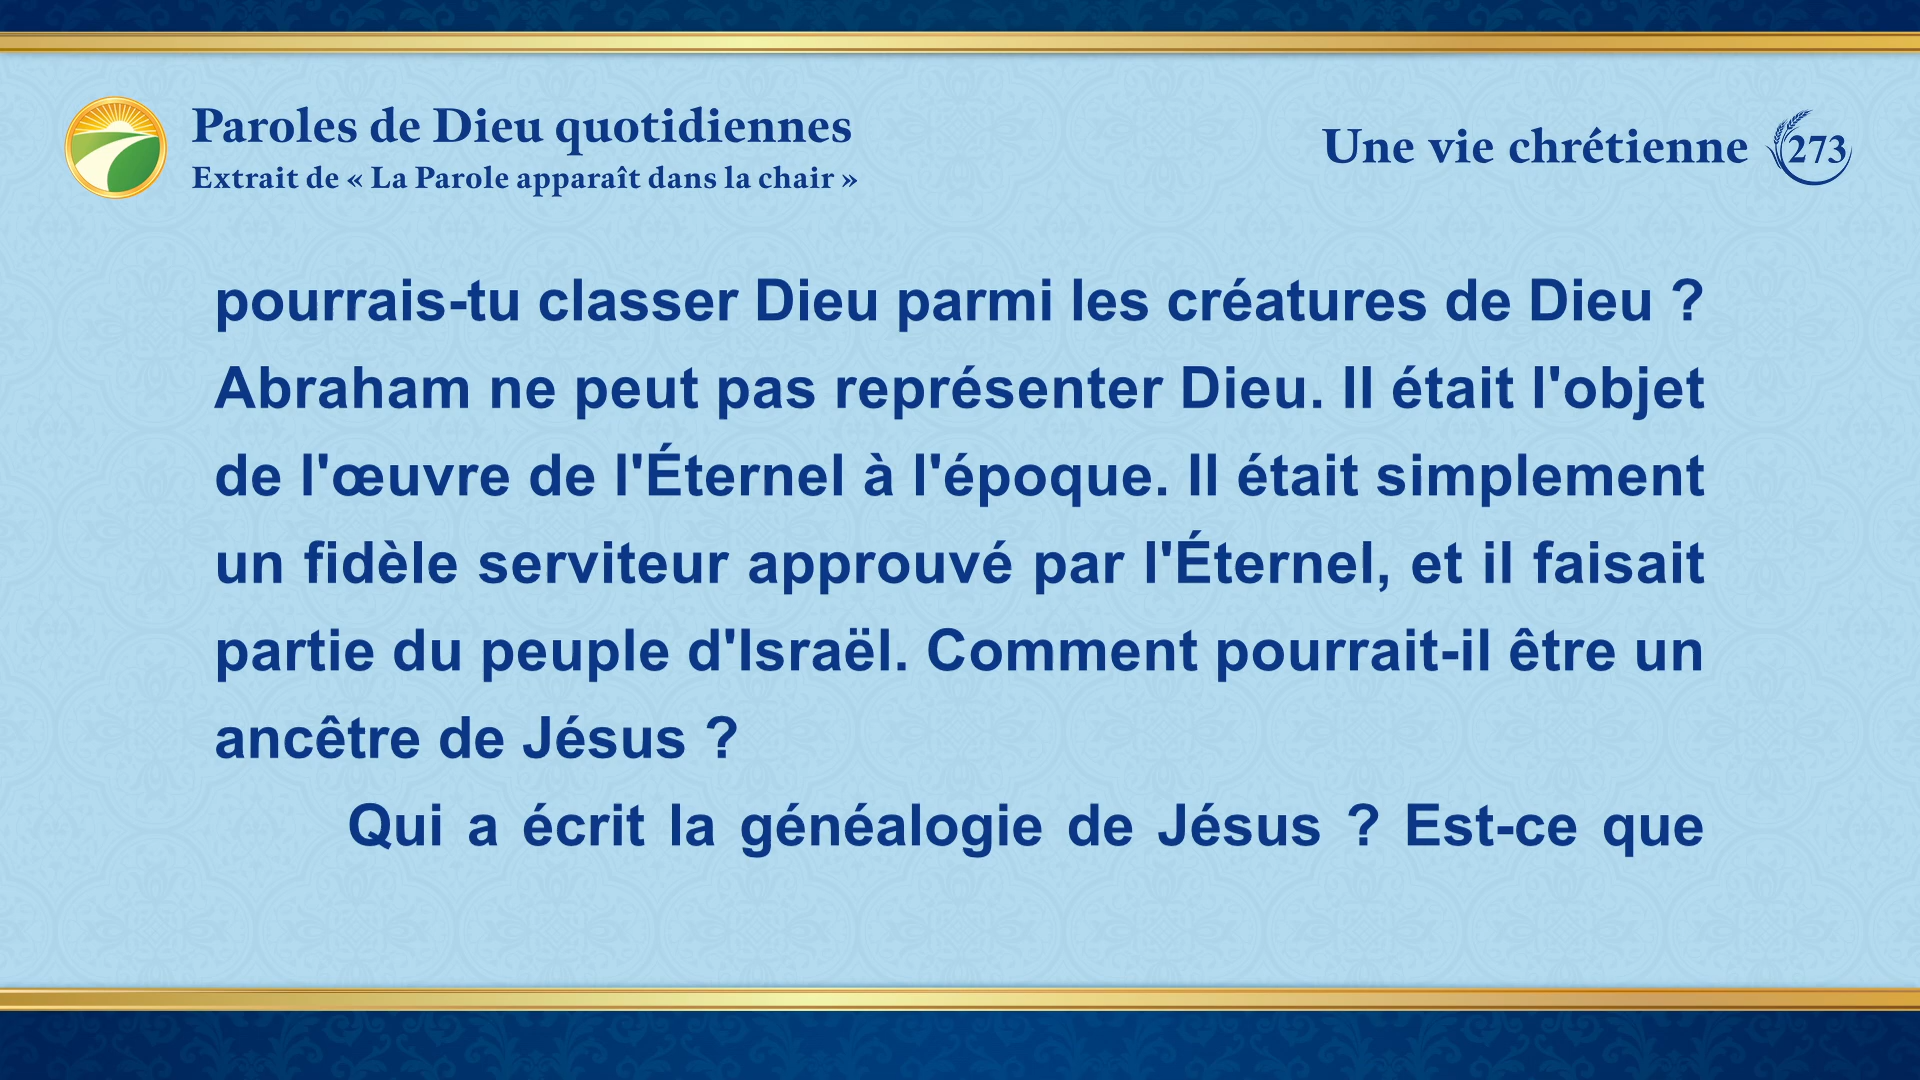 Paroles de Dieu quotidiennes
Extrait de « La Parole apparaît dans la chair »
Une vie chrétienne 273
pourrais-tu classer Dieu parmi les créatures de Dieu ?
Abraham ne peut pas représenter Dieu. Il était l'objet
de l'œuvre de l'Éternel à l'époque. Il était simplement
un fidèle serviteur approuvé par l'Éternel, et il faisait
partie du peuple d'Israël. Comment pourrait-il être un
ancêtre de Jésus ?
Qui a écrit la généalogie de Jésus ? Est-ce que